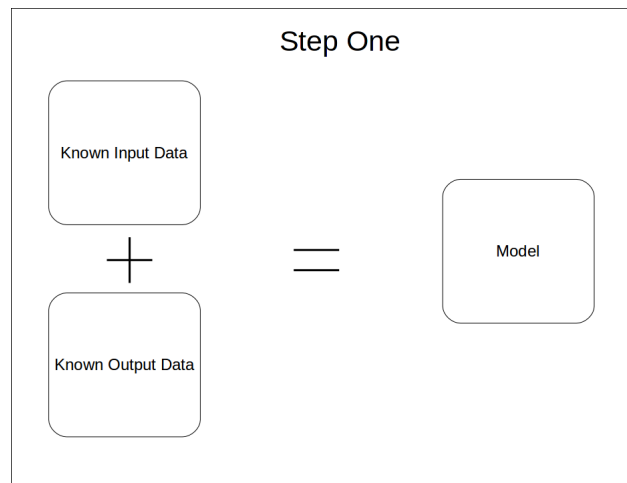 Step One
Known Input Data
Known Output Data
Model